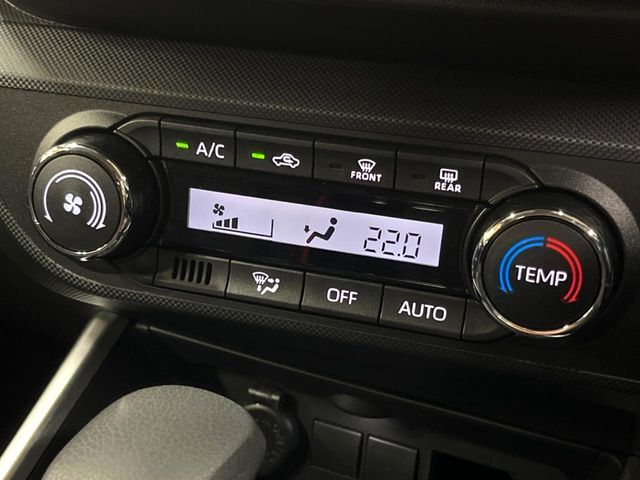 A/C
FRONT
REAR
22.0
TEMP
OFF
AUTO